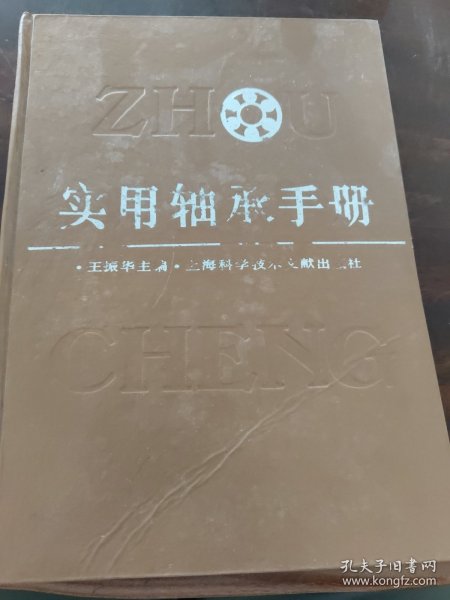 ZHOU
实用轴承手册
·王振华主编·上海科学技术文献出版社
CHENG
孔夫子旧书网
www.kongfz.com